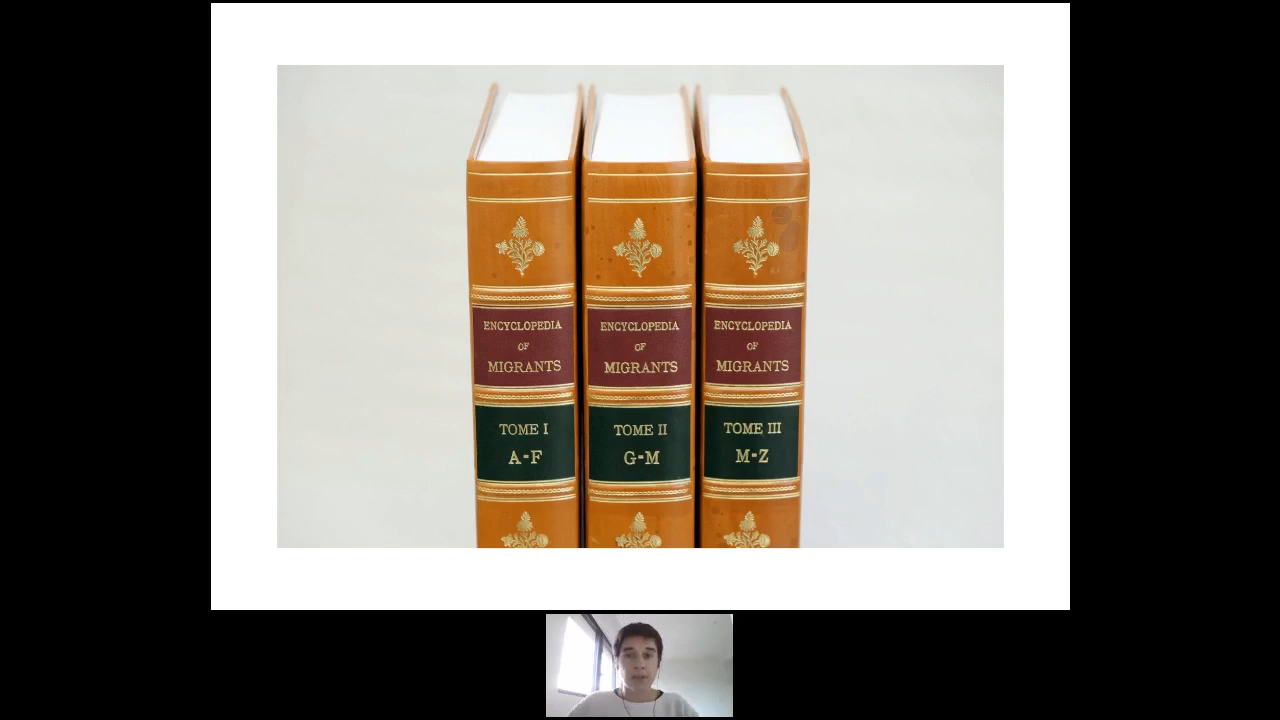 ENCYCLOPEDIA
OF
MIGRANTS
TOME I
A-F
ENCYCLOPEDIA
OF
MIGRANTS
TOME II
G-M
ENCYCLOPEDIA
OF
MIGRANTS
TOME III
M-Z